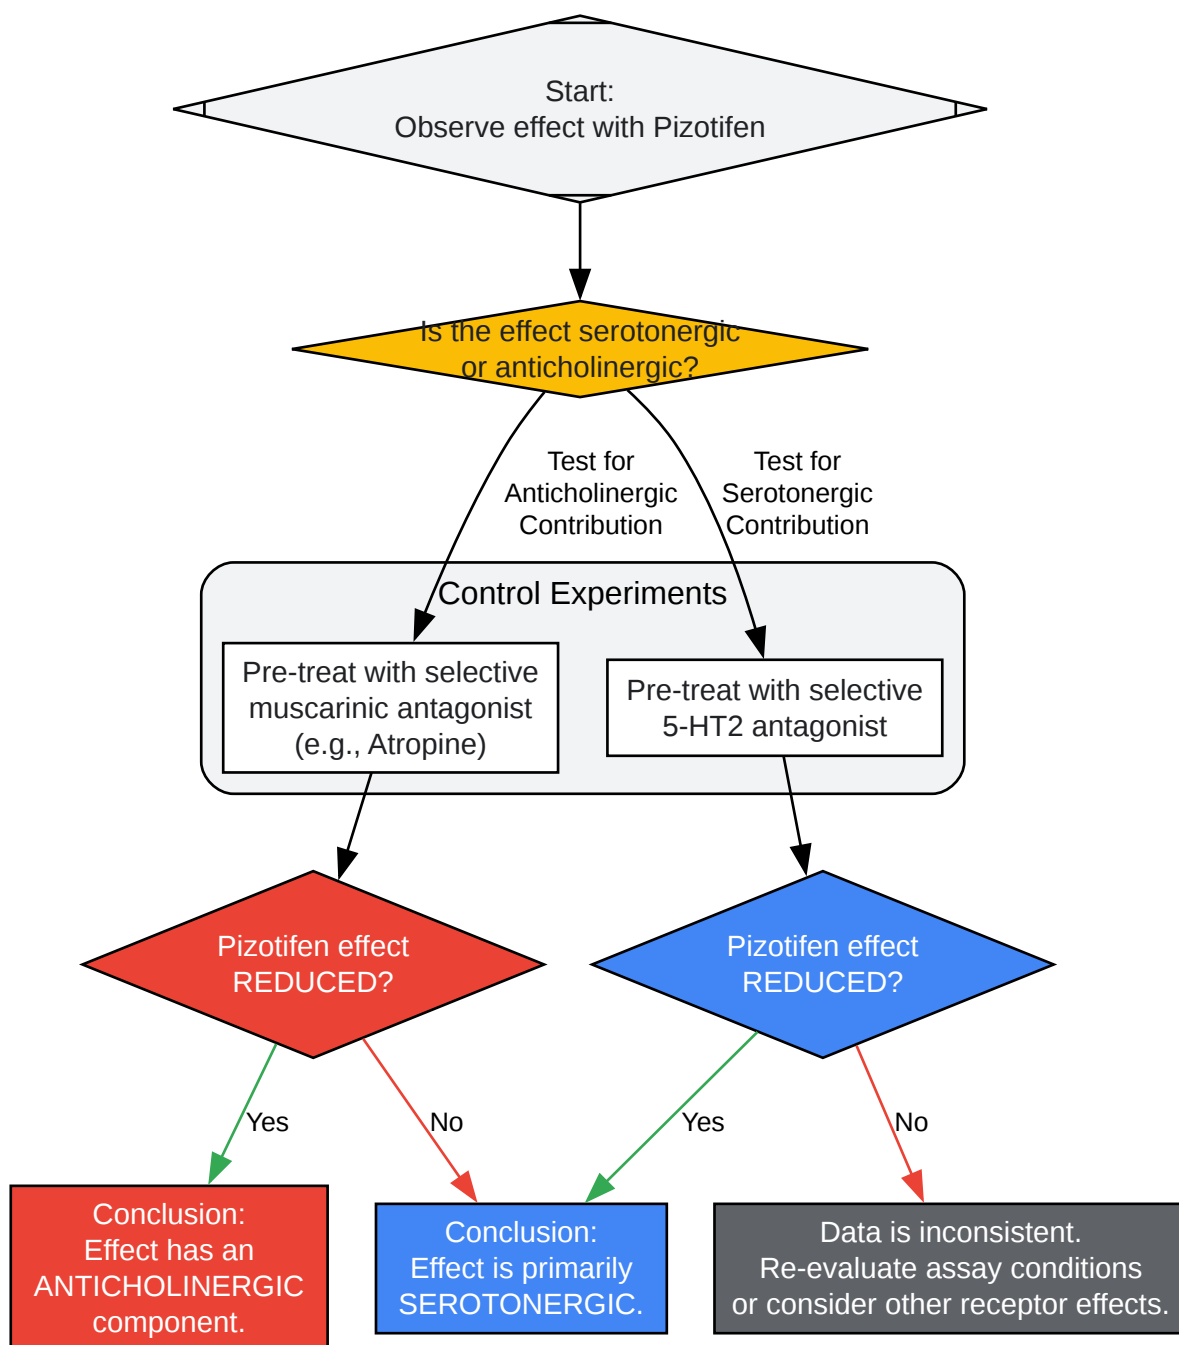 Start:
Observe effect with Pizotifen
Is the effect serotonergic
or anticholinergic?
Test for
Anticholinergic
Contribution
Test for
Serotonergic
Contribution
Control Experiments
Pre-treat with selective
muscarinic antagonist
(e.g., Atropine)
Pre-treat with selective
5-HT2 antagonist
Pizotifen effect
REDUCED?
Pizotifen effect
REDUCED?
Yes
No
Yes
No
Conclusion:
Effect has an
ANTICHOLINERGIC
component.
Conclusion:
Effect is primarily
SEROTONERGIC.
Data is inconsistent.
Re-evaluate assay conditions
or consider other receptor effects.